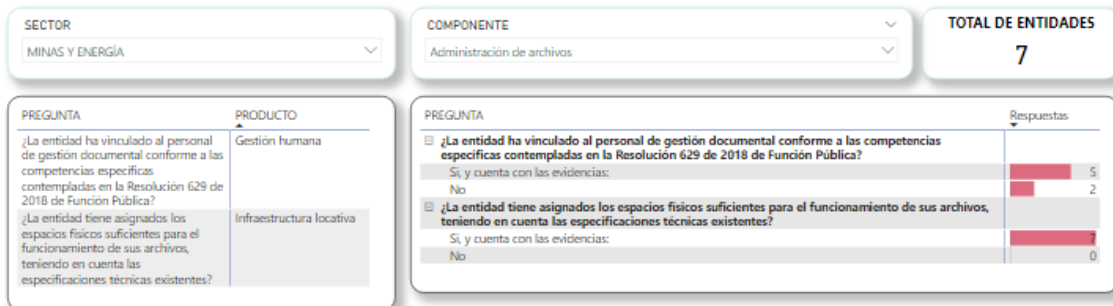 SECTOR
MINAS Y ENERGÍA
COMPONENTE
Administración de archivos
TOTAL DE ENTIDADES
7
PREGUNTA PRODUCTO
¿La entidad ha vinculado al personal Gestión humana
de gestión documental conforme a las
competencias específicas
contempladas en la Resolución 629 de
2018 de Función Pública?
¿La entidad tiene asignados los Infraestructura locativa
espacios físicos suficientes para el
funcionamiento de sus archivos,
teniendo en cuenta las
especificaciones técnicas existentes?
PREGUNTA Respuestas
¿La entidad ha vinculado al personal de gestión documental conforme a las competencias
específicas contempladas en la Resolución 629 de 2018 de Función Pública?
Si, y cuenta con las evidencias: 5
No 2
¿La entidad tiene asignados los espacios físicos suficientes para el funcionamiento de sus archivos,
teniendo en cuenta las especificaciones técnicas existentes?
Si, y cuenta con las evidencias: 7
No 0